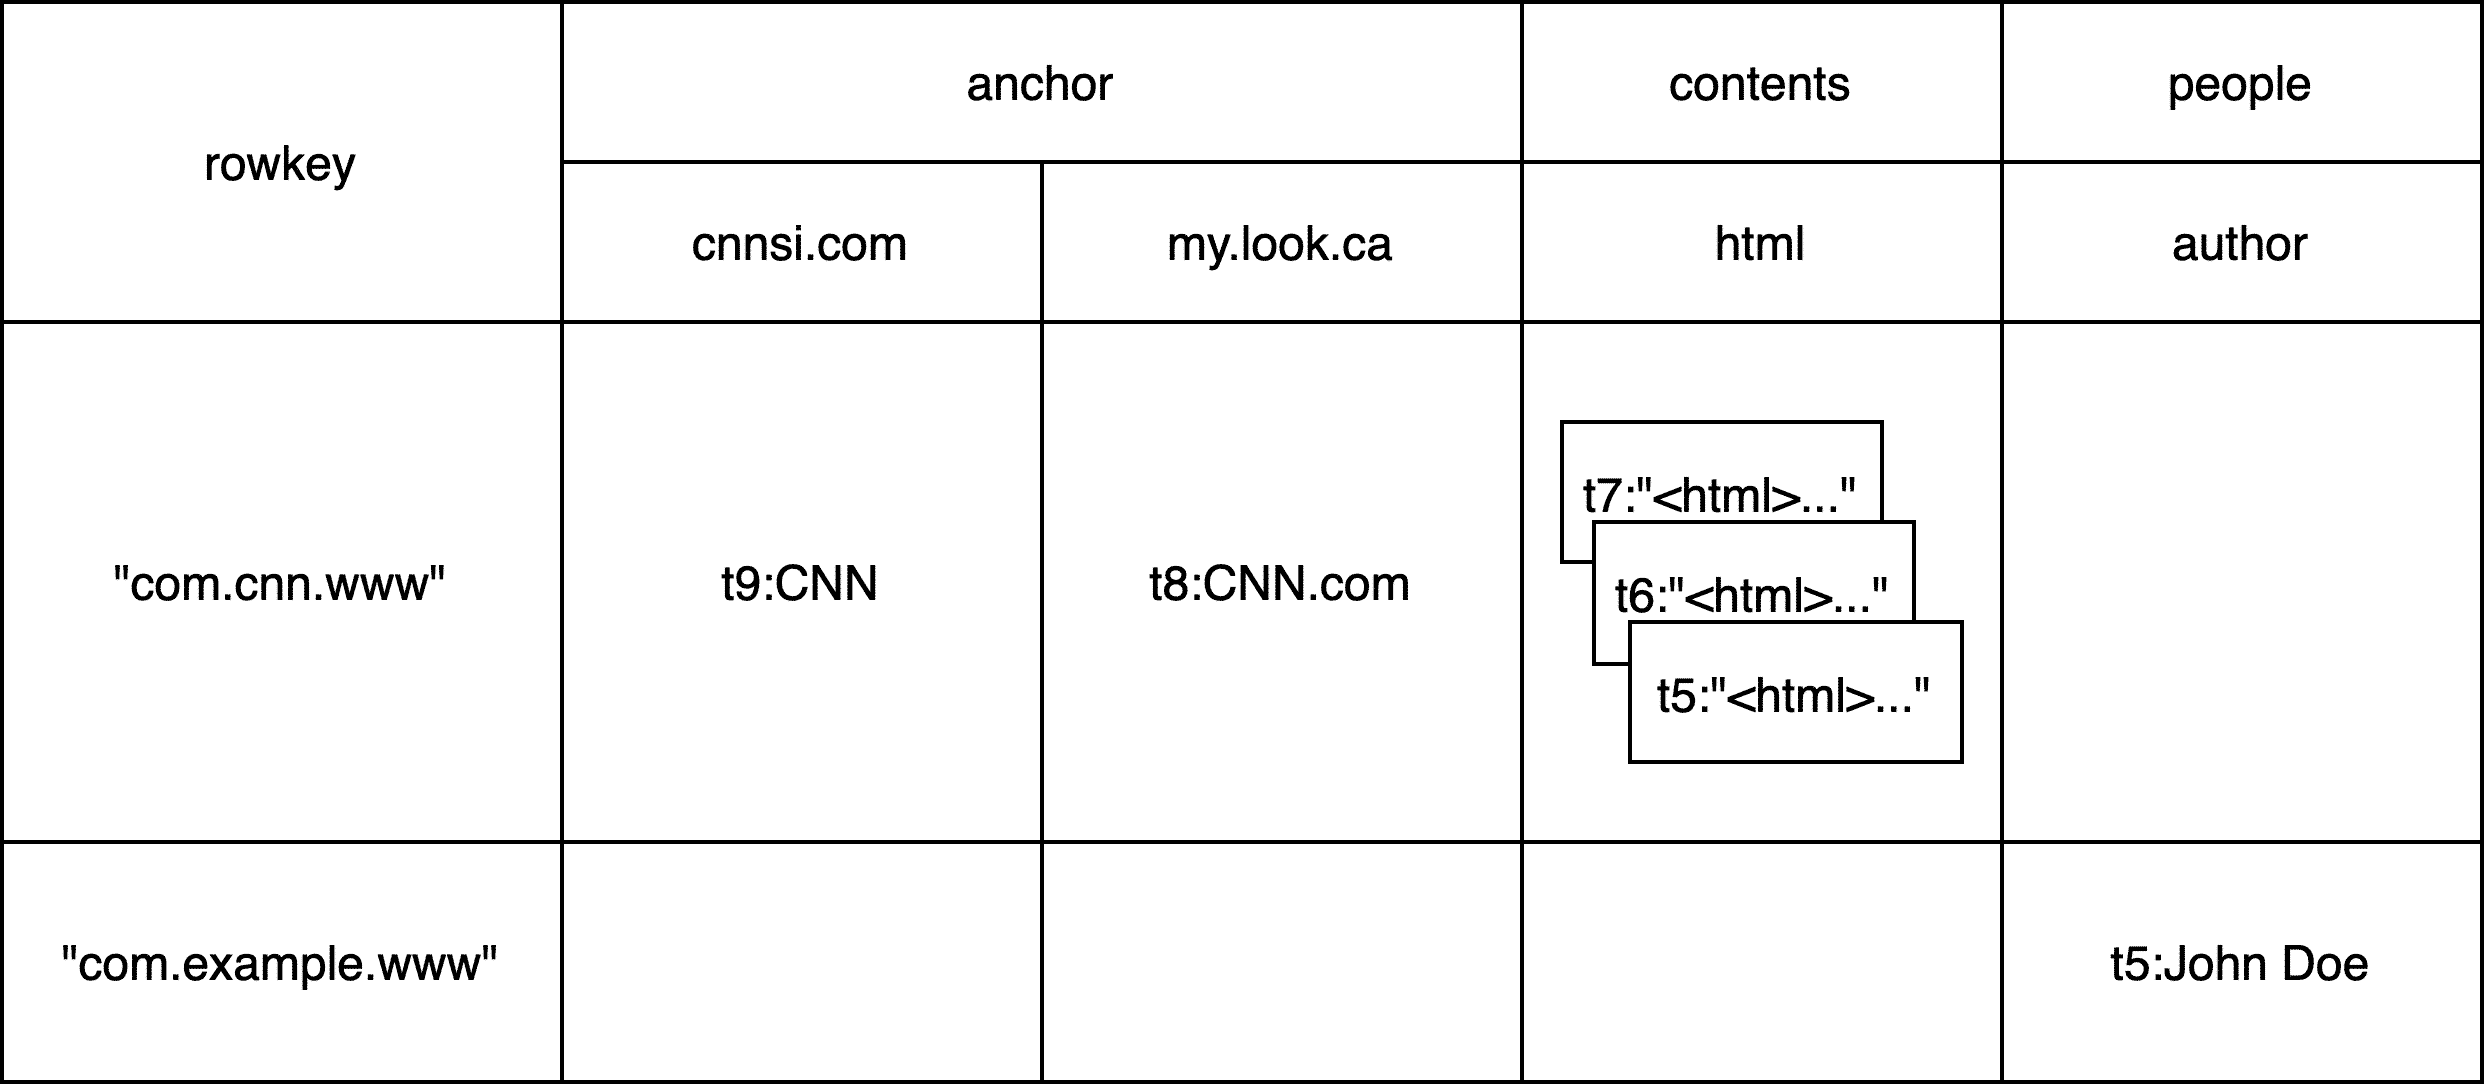 rowkey
anchor
contents
people
cnnsi.com
my.look.ca
html
author
"com.cnn.www"
t9:CNN
t8:CNN.com
t7:"<html>..."
t6:"<html>..."
t5:"<html>..."
"com.example.www"
t5:John Doe